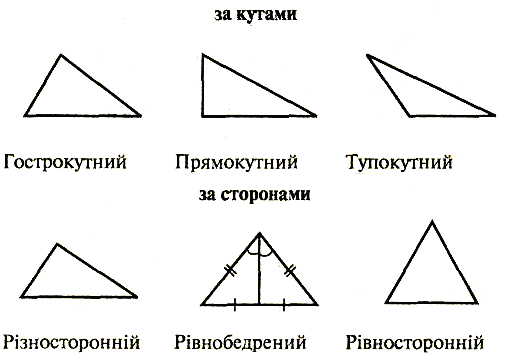 за кутами
Гострокутний Прямокутний Тупокутний
за сторонами
Різносторонній Рівнобедрений Рівносторонній